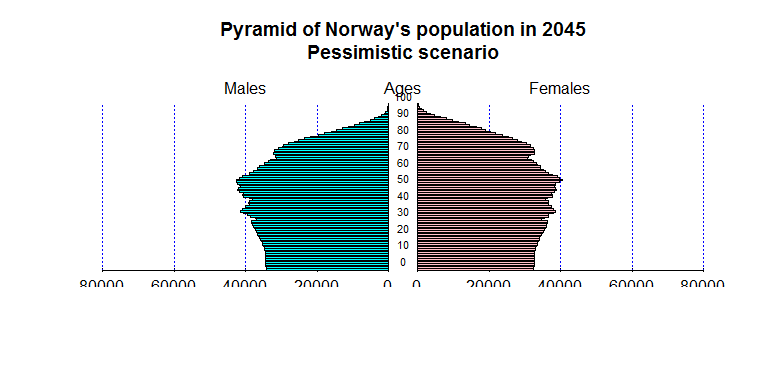 Pyramid of Norway's population in 2045
Pessimistic scenario
Males Ages Females
100
90
80
70
60
50
40
30
20
10
0
80000 60000 40000 20000 0 0 20000 40000 60000 80000